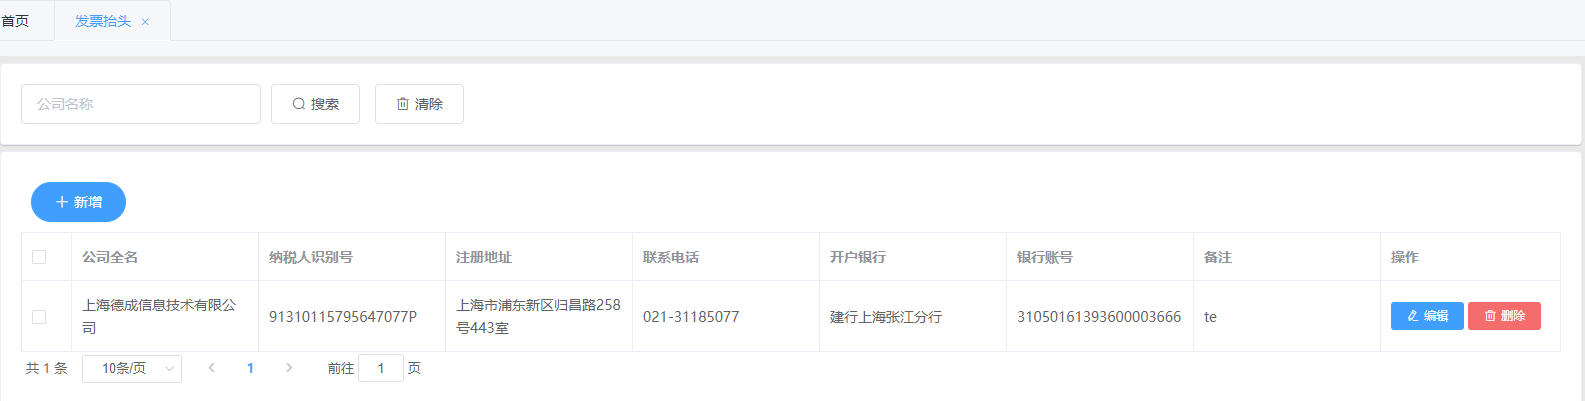 首页 发票抬头 ×
公司名称 搜索 清除
+ 新增
公司全名 纳税人识别号 注册地址 联系电话 开户银行 银行账号 备注 操作
上海德成信息技术有限公司 91310115795647077P 上海市浦东新区归昌路258号443室 021-31185077 建行上海张江分行 31050161393600003666 te 编辑 删除
共 1 条 10条/页 < 1 > 前往 1 页